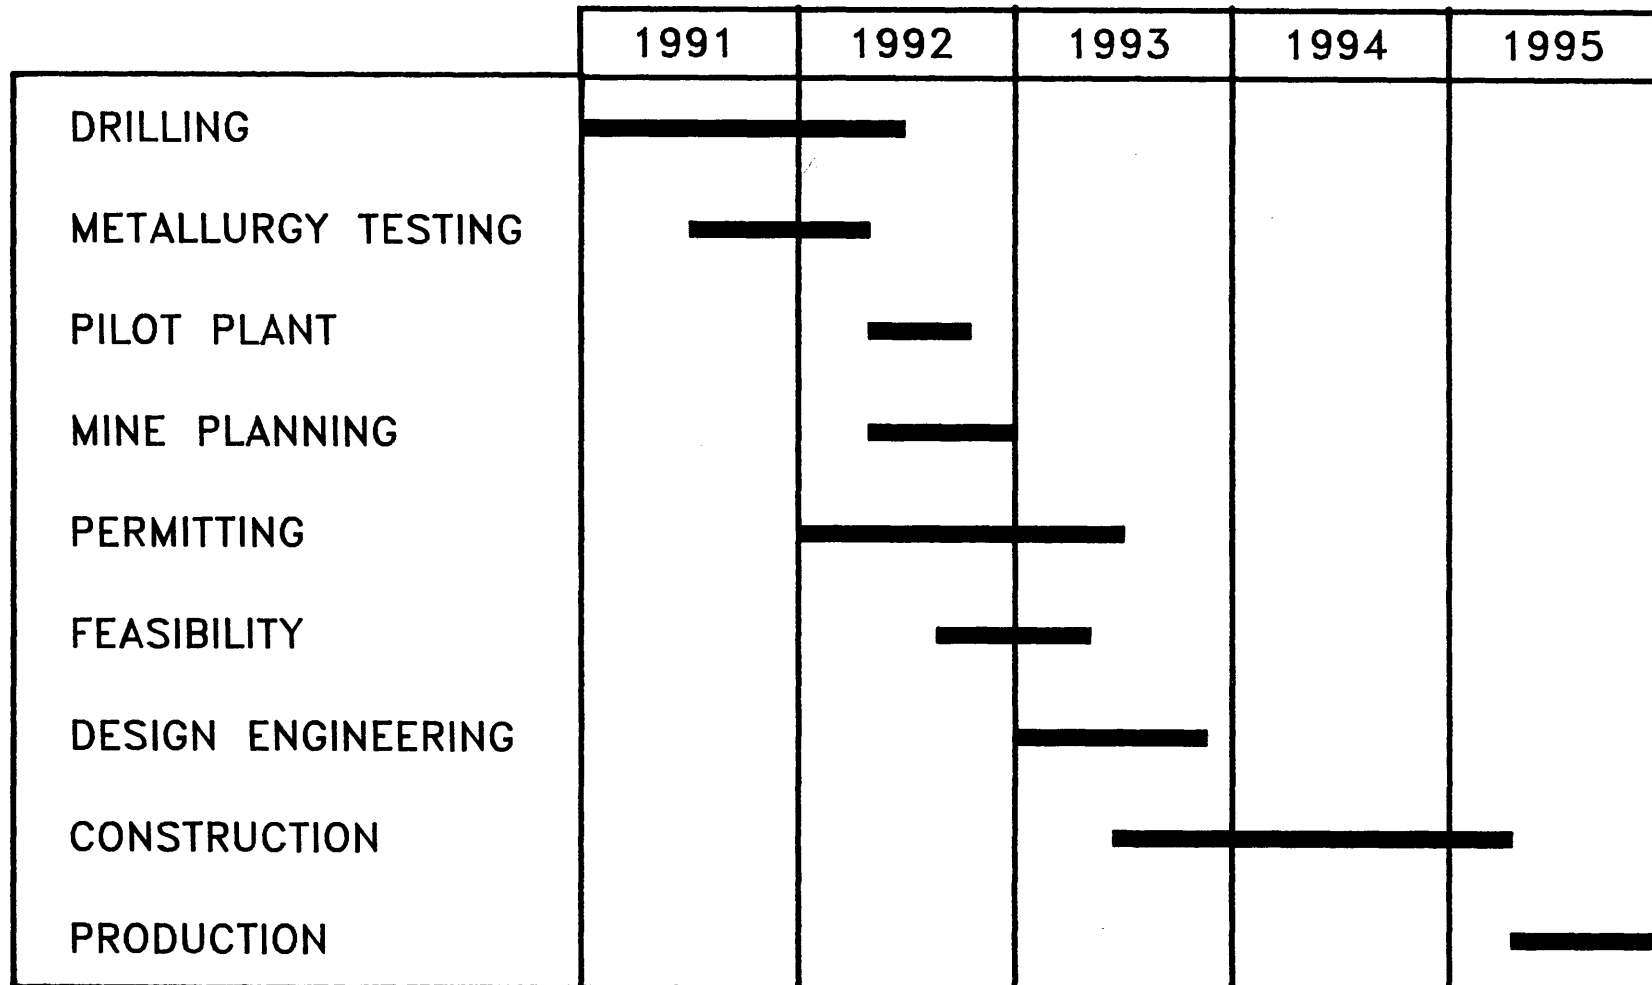 1991 1992 1993 1994 1995
DRILLING
METALLURGY TESTING
PILOT PLANT
MINE PLANNING
PERMITTING
FEASIBILITY
DESIGN ENGINEERING
CONSTRUCTION
PRODUCTION